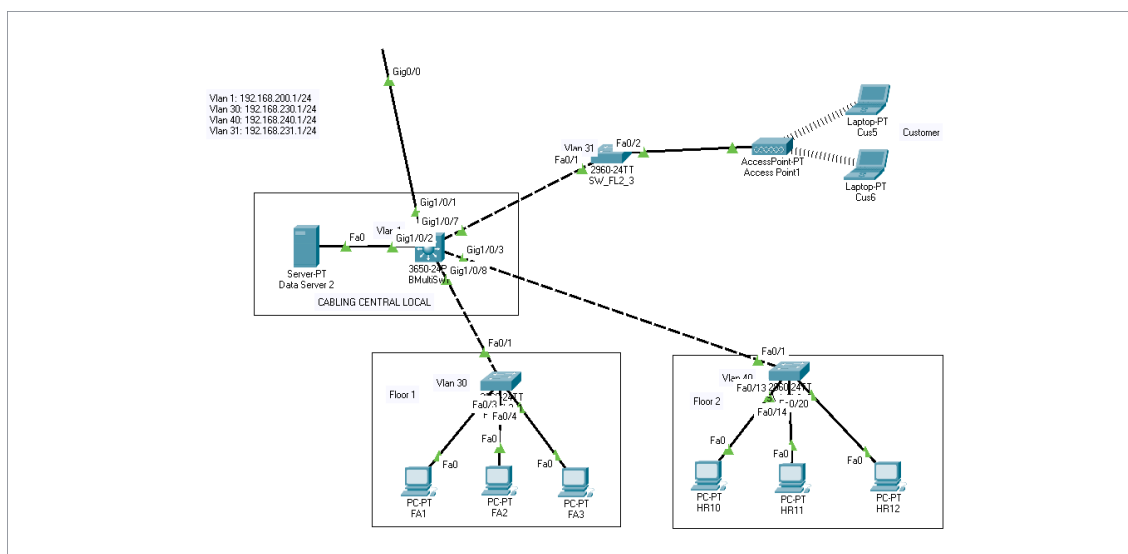 Gig0/0
Vlan 1: 192.168.200.1/24
Vlan 30: 192.168.230.1/24
Vlan 40: 192.168.240.1/24
Vlan 31: 192.168.231.1/24
Laptop-PT
Cus5
Customer
Vlan 31
Fa0/2
Fa0/1
2960-24TT
SW_FL2_3
AccessPoint-PT
Access Point1
Laptop-PT
Cus6
Gig1/0/1
Gig1/0/7
Fa0
Gig1/0/2
Gig1/0/3
Server-PT
Data Server 2
Gig1/0/8
CABLING CENTRAL LOCAL
Fa0/1
Vlan 30
Floor 1
Fa0/3
Fa0/4
Fa0
Fa0
Fa0
PC-PT
FA1
PC-PT
FA2
PC-PT
FA3
Fa0/1
Vlan 40
Fa0/13
Floor 2
Fa0/14
Fa0
Fa0
Fa0
PC-PT
HR10
PC-PT
HR11
PC-PT
HR12